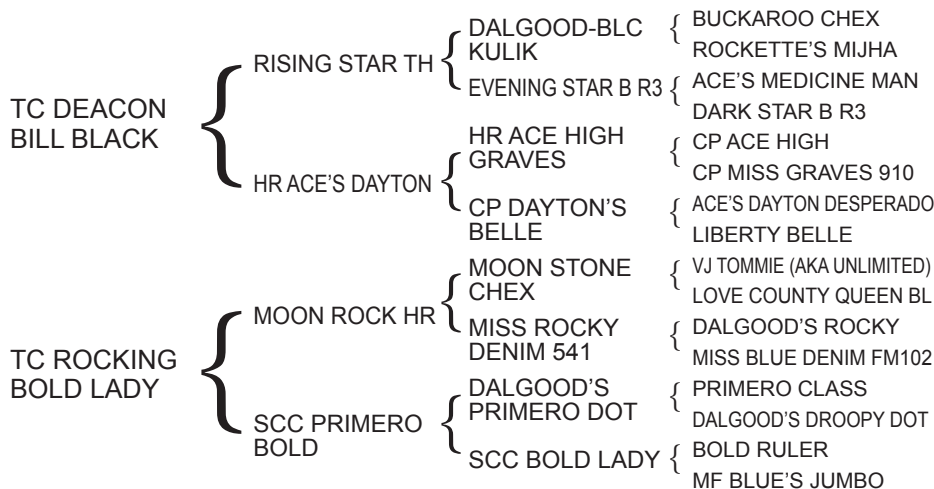 TC DEACON
BILL BLACK
RISING STAR TH
DALGOOD-BLC
KULIK
BUCKAROO CHEX
ROCKETTE'S MIJHA
EVENING STAR B R3
ACE'S MEDICINE MAN
DARK STAR B R3
HR ACE'S DAYTON
HR ACE HIGH
GRAVES
CP ACE HIGH
CP MISS GRAVES 910
CP DAYTON'S
BELLE
ACE'S DAYTON DESPERADO
LIBERTY BELLE
TC ROCKING
BOLD LADY
MOON ROCK HR
MOON STONE
CHEX
VJ TOMMIE (AKA UNLIMITED)
LOVE COUNTY QUEEN BL
MISS ROCKY
DENIM 541
DALGOOD'S ROCKY
MISS BLUE DENIM FM102
SCC PRIMERO
BOLD
DALGOOD'S
PRIMERO DOT
PRIMERO CLASS
DALGOOD'S DROOPY DOT
SCC BOLD LADY
BOLD RULER
MF BLUE'S JUMBO